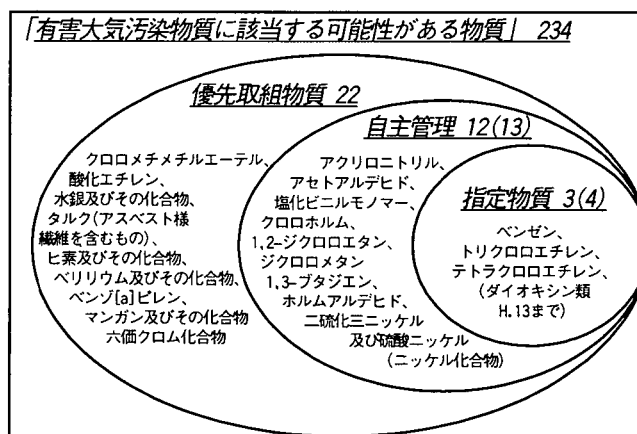 「有害大気汚染物質に該当する可能性がある物質」 234
優先取組物質 22
クロロメチメチルエーテル、
酸化エチレン、
水銀及びその化合物、
タルク(アスベスト様
繊維を含むもの)、
ヒ素及びその化合物、
ベリリウム及びその化合物、
ベンゾ[a]ピレン、
マンガン及びその化合物
六価クロム化合物
自主管理 12(13)
アクリロニトリル、
アセトアルデヒド、
塩化ビニルモノマー、
クロロホルム、
1,2-ジクロロエタン、
ジクロロメタン
1,3-ブタジエン、
ホルムアルデヒド、
二硫化三ニッケル
及び硫酸ニッケル
(ニッケル化合物)
指定物質 3(4)
ベンゼン、
トリクロロエチレン、
テトラクロロエチレン、
(ダイオキシン類
H.13まで)